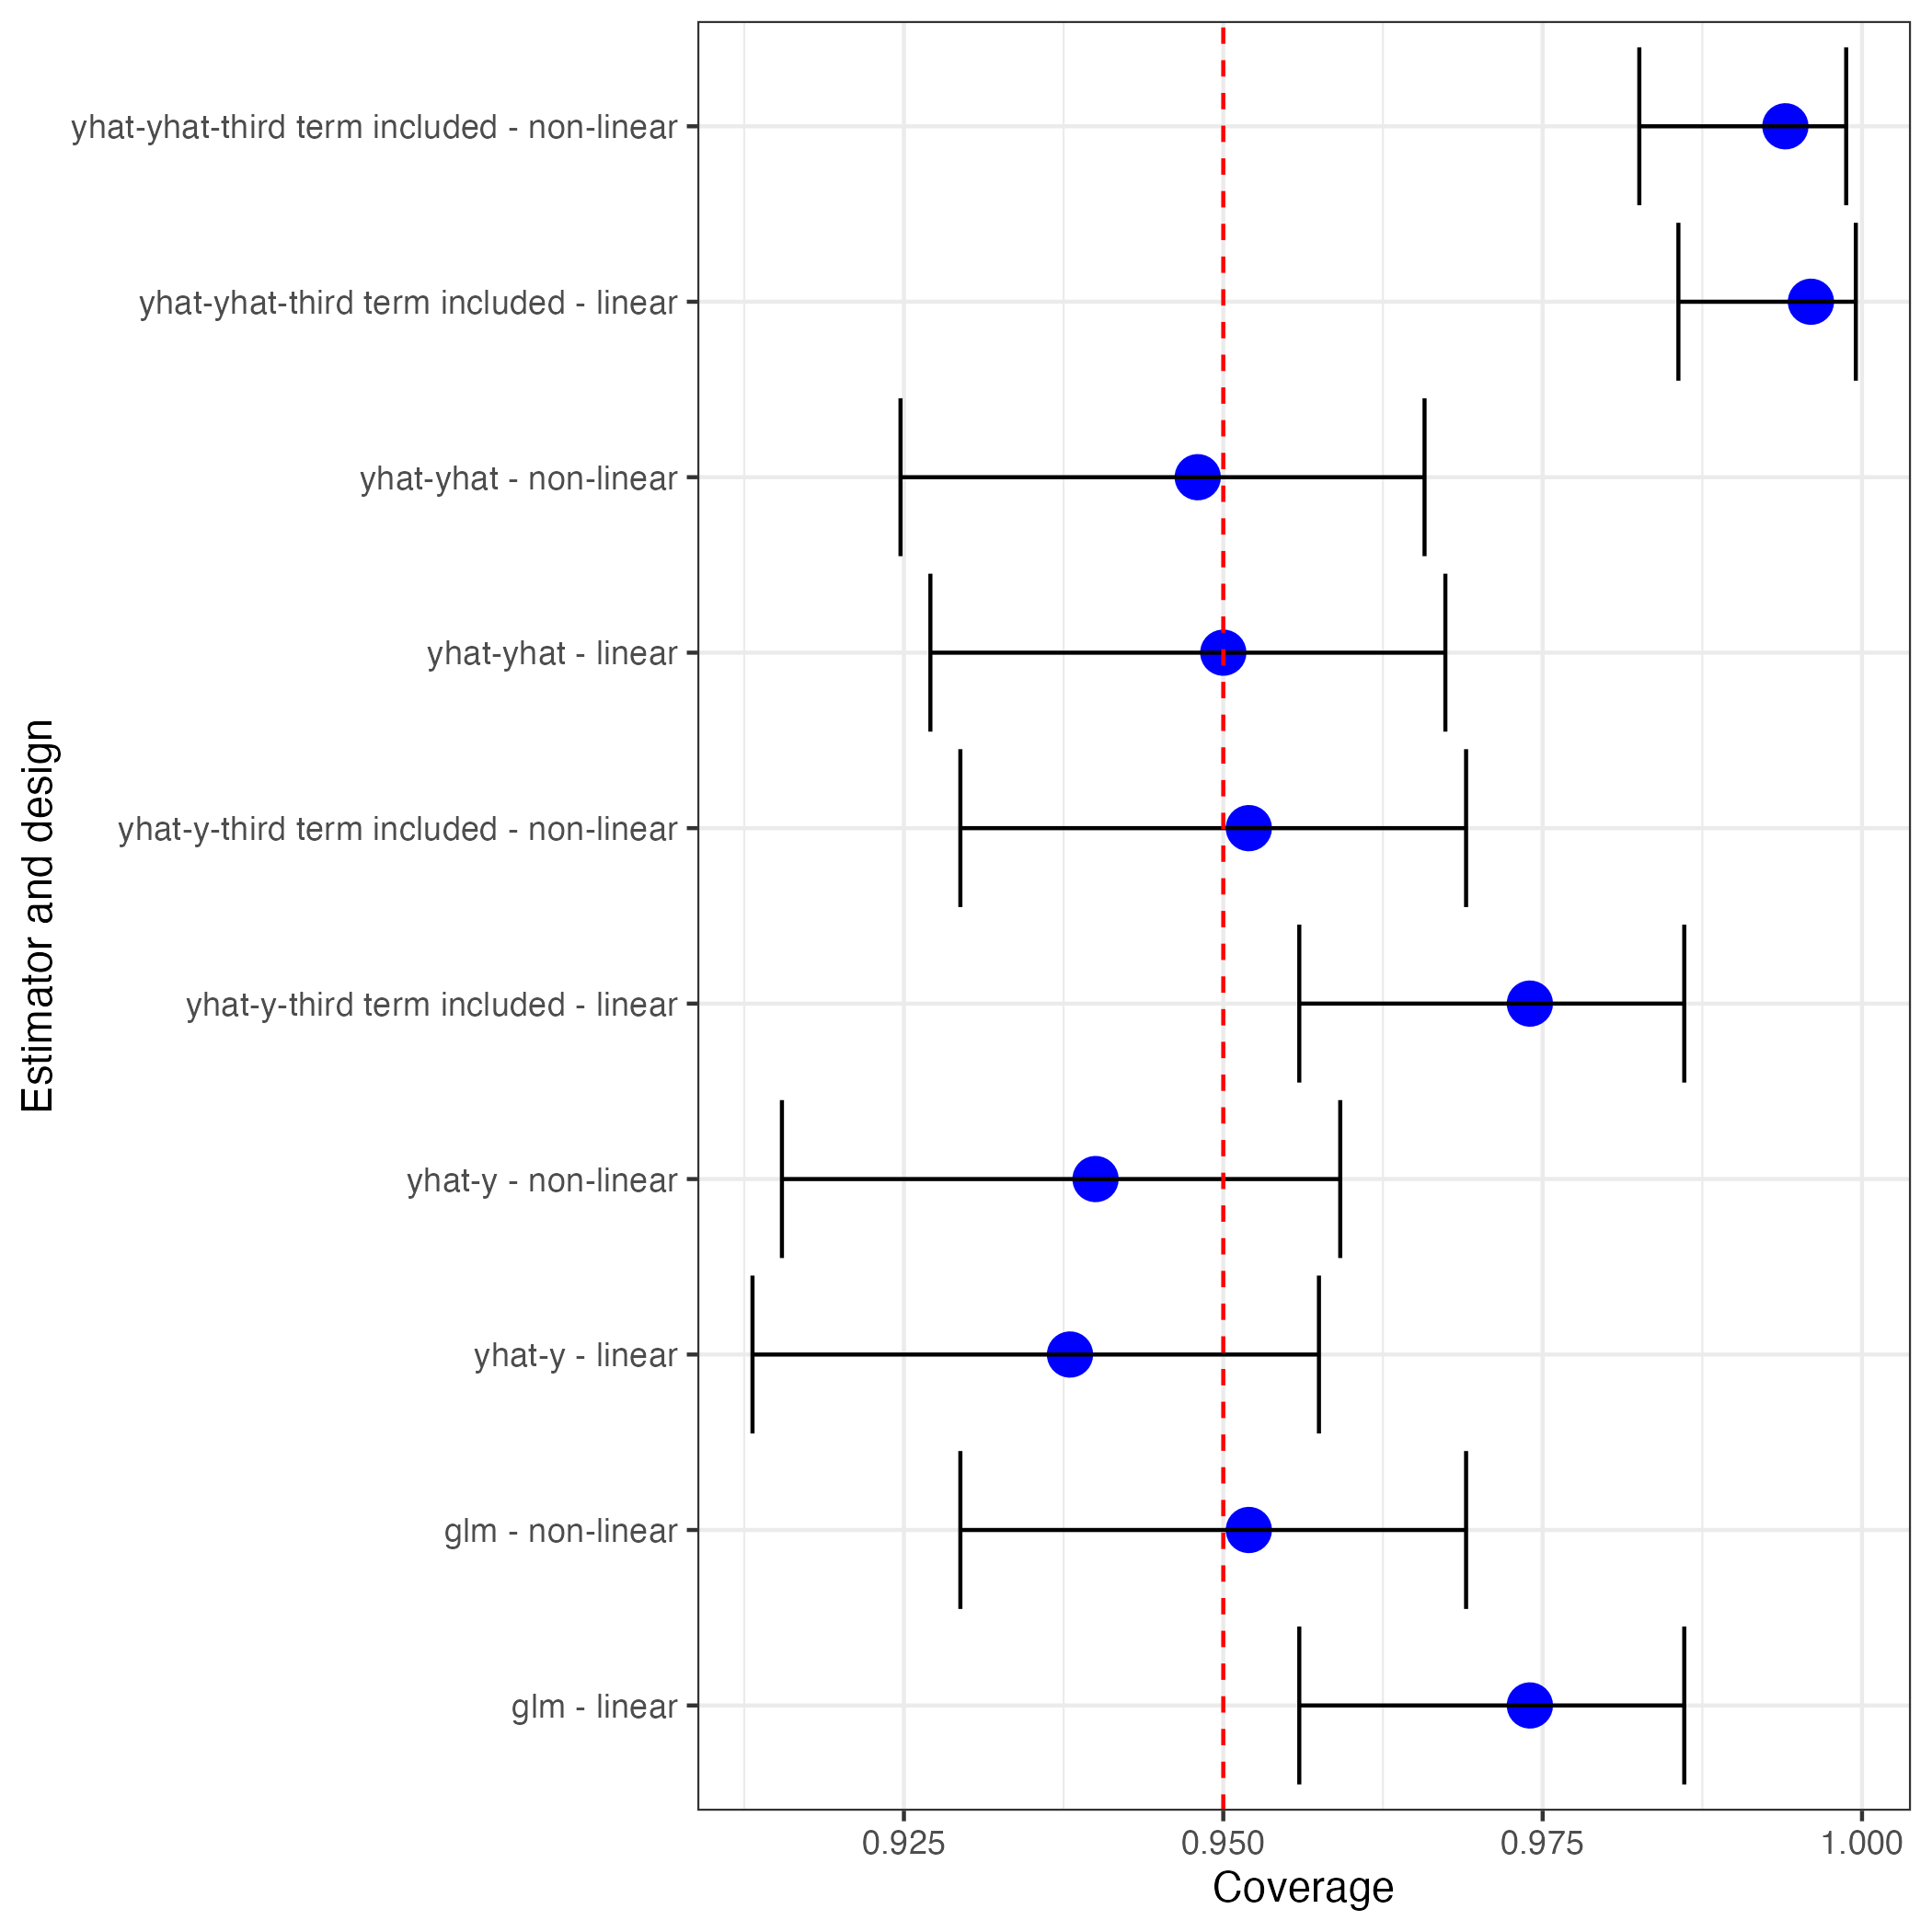 Estimator and design
yhat-yhat-third term included - non-linear
yhat-yhat-third term included - linear
yhat-yhat - non-linear
yhat-yhat - linear
yhat-y-third term included - non-linear
yhat-y-third term included - linear
yhat-y - non-linear
yhat-y - linear
glm - non-linear
glm - linear
0.925 0.950 0.975 1.000
Coverage